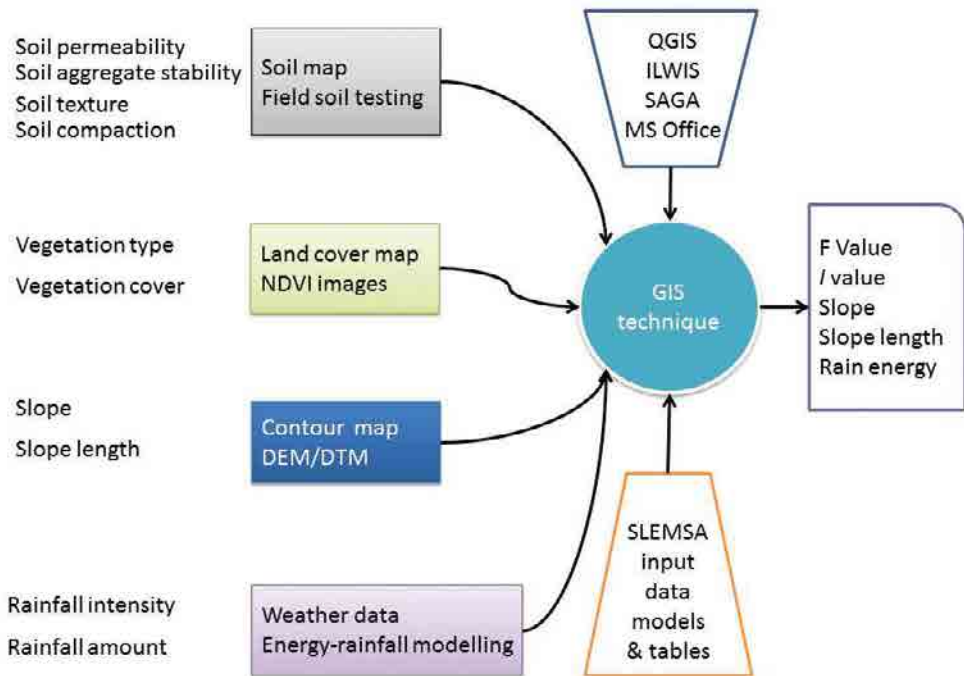 Soil permeability
Soil aggregate stability
Soil texture
Soil compaction
Soil map
Field soil testing
QGIS
ILWIS
SAGA
MS Office
Vegetation type
Vegetation cover
Land cover map
NDVI images
GIS
technique
F Value
I value
Slope
Slope length
Rain energy
Slope
Slope length
Contour map
DEM/DTM
SLEMSA
input
data
models
& tables
Rainfall intensity
Rainfall amount
Weather data
Energy-rainfall modelling